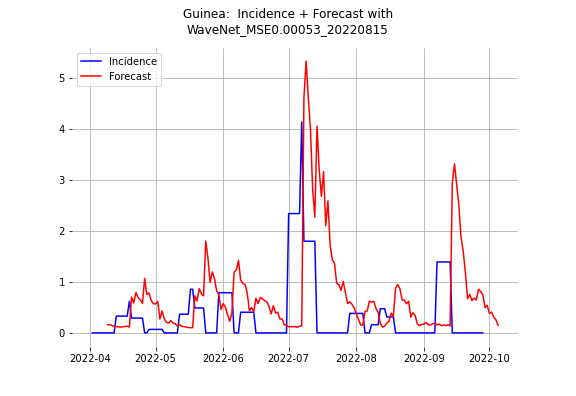 Guinea:  Incidence + Forecast with
WaveNet_MSE0.00053_20220815
Incidence
Forecast
5
4
3
2
1
0
2022-04 2022-05 2022-06 2022-07 2022-08 2022-09 2022-10